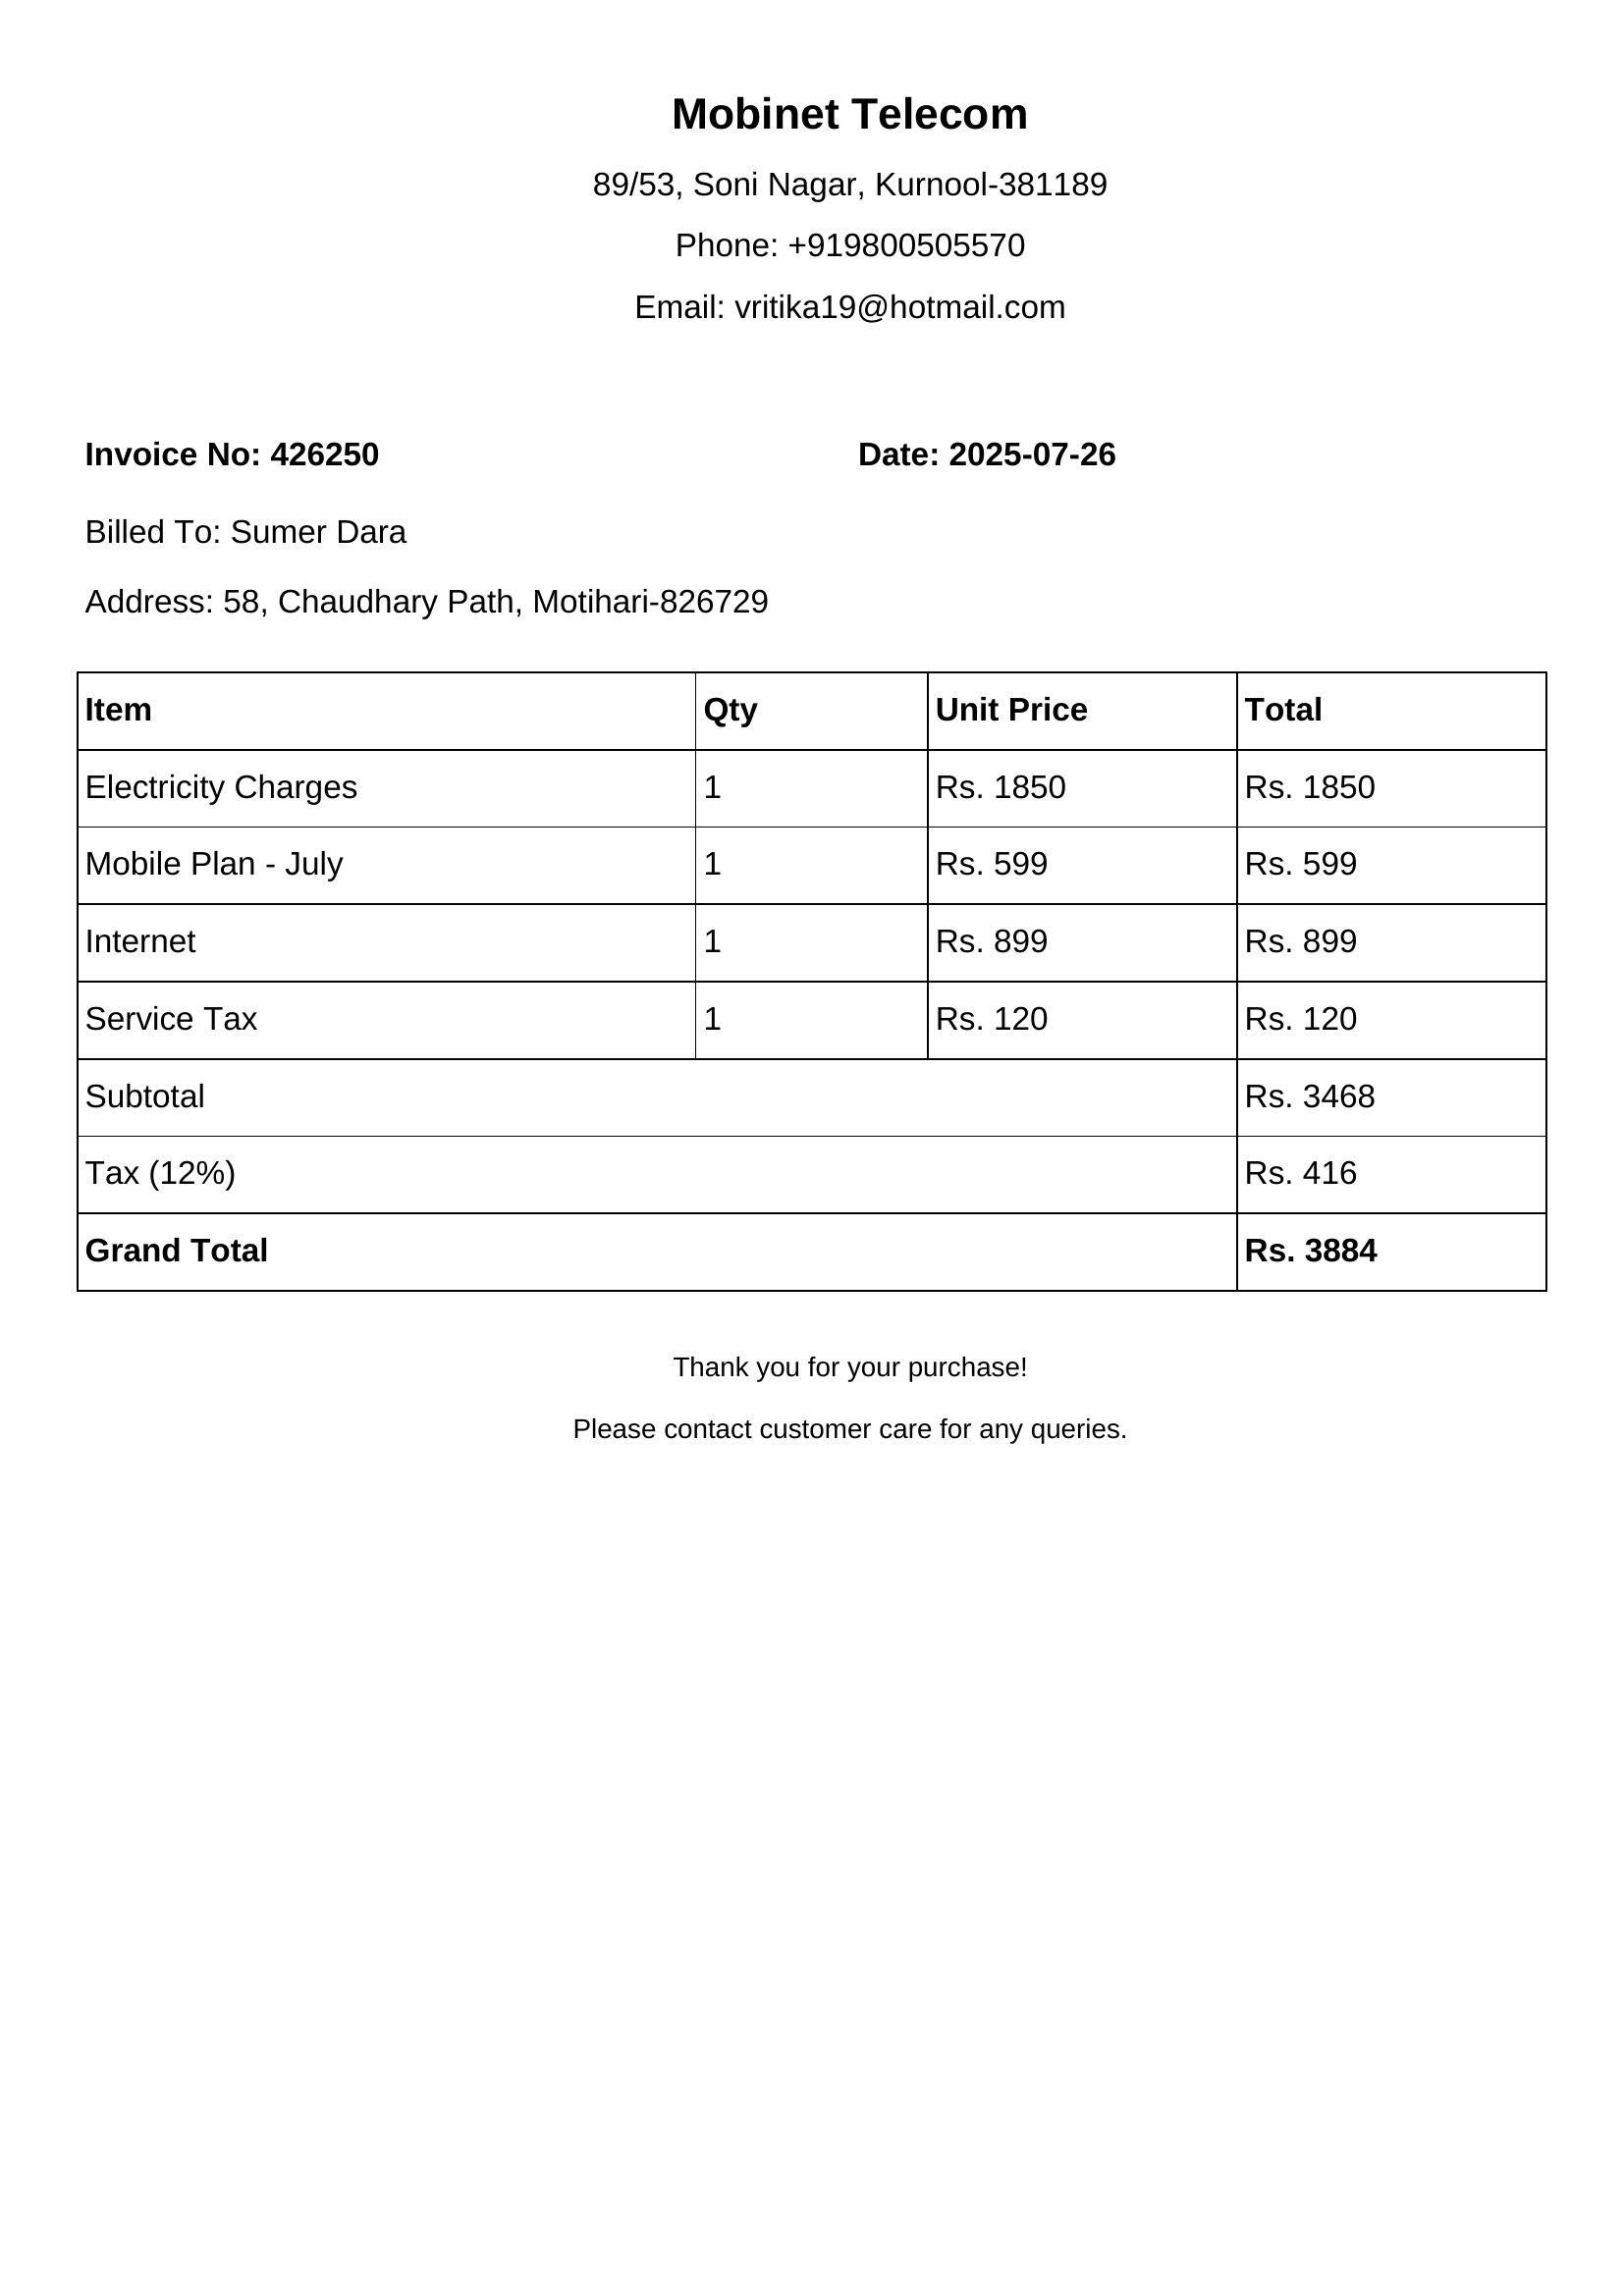 Mobinet Telecom
89/53, Soni Nagar, Kurnool-381189
Phone: +919800505570
Email: vritika19@hotmail.com
Invoice No: 426250 Date: 2025-07-26
Billed To: Sumer Dara
Address: 58, Chaudhary Path, Motihari-826729
Item Qty Unit Price Total
Electricity Charges 1 Rs. 1850 Rs. 1850
Mobile Plan - July 1 Rs. 599 Rs. 599
Internet 1 Rs. 899 Rs. 899
Service Tax 1 Rs. 120 Rs. 120
Subtotal Rs. 3468
Tax (12%) Rs. 416
Grand Total Rs. 3884
Thank you for your purchase!
Please contact customer care for any queries.